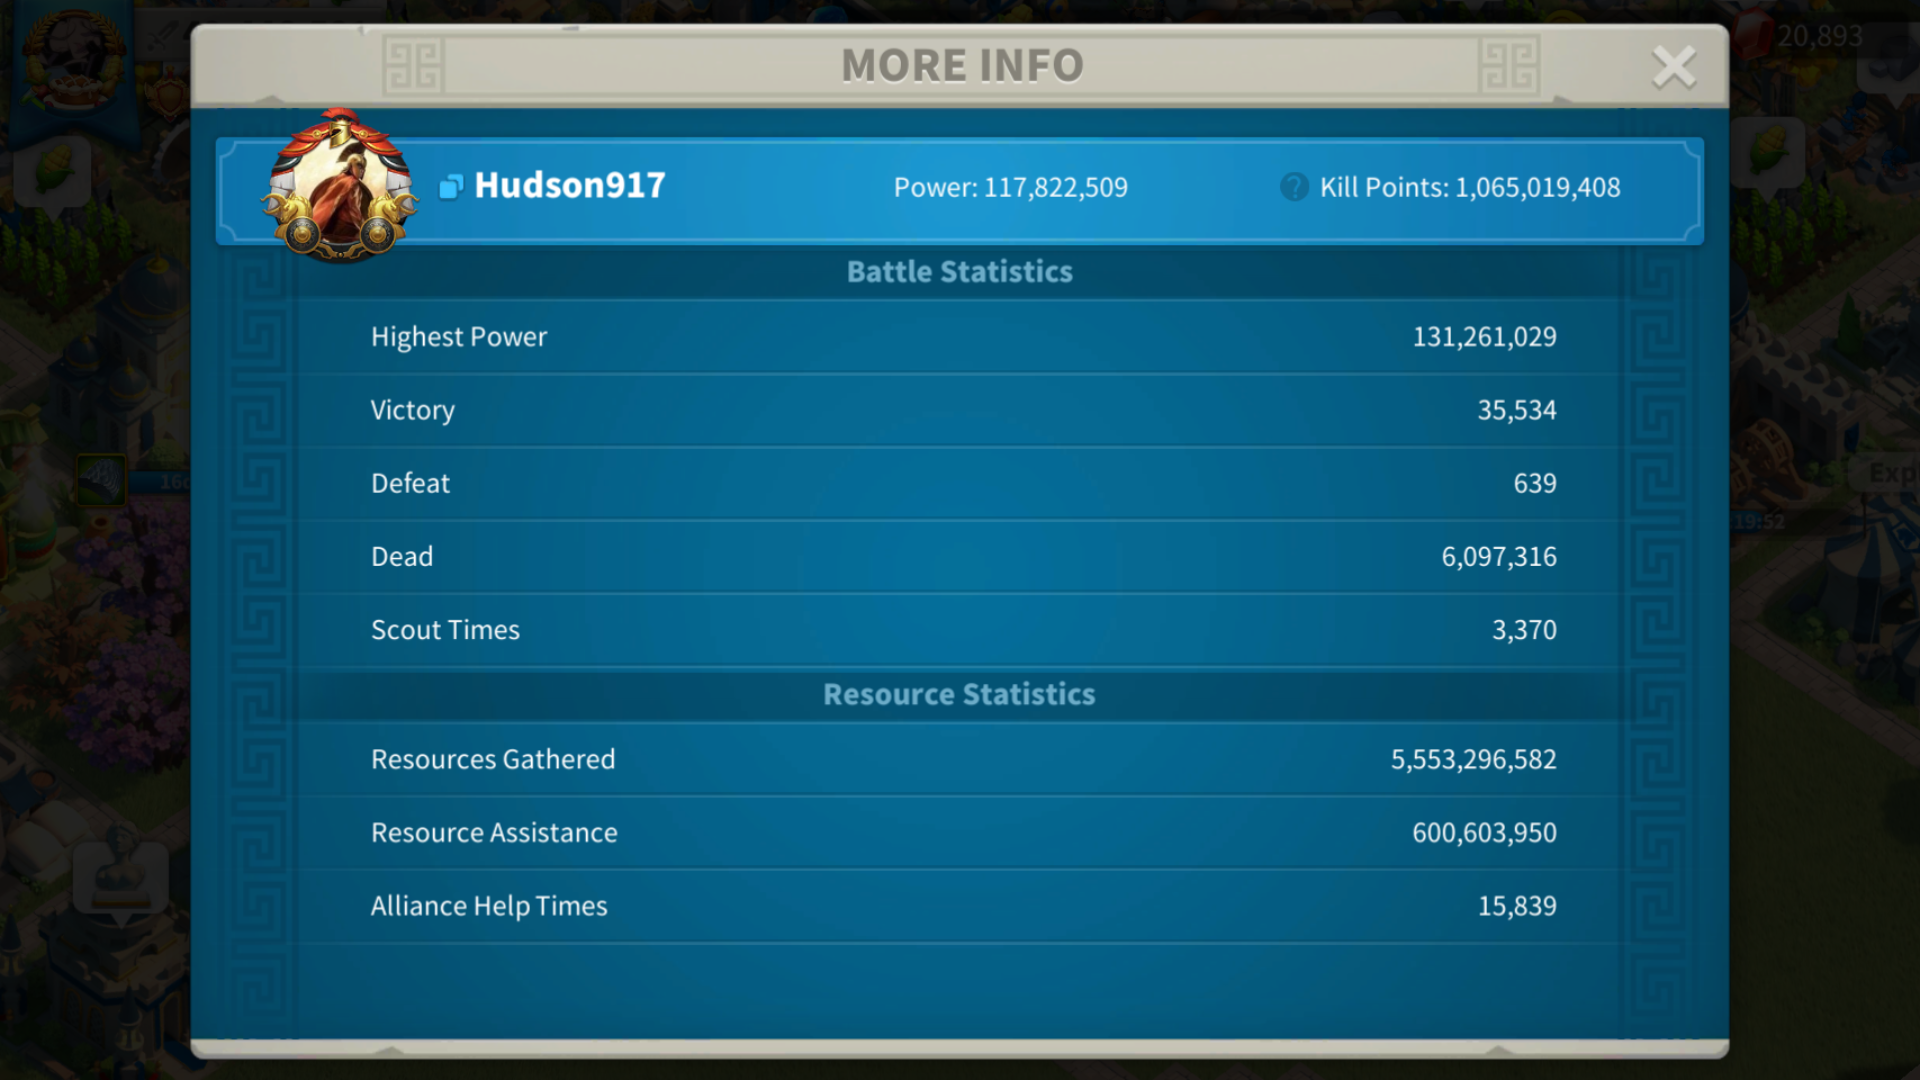 MORE INFO
20,893
Hudson917
Power: 117,822,509
? Kill Points: 1,065,019,408
Battle Statistics
Highest Power 131,261,029
Victory 35,534
Defeat 639
Dead 6,097,316
Scout Times 3,370
Resource Statistics
Resources Gathered 5,553,296,582
Resource Assistance 600,603,950
Alliance Help Times 15,839
Exp
19:52